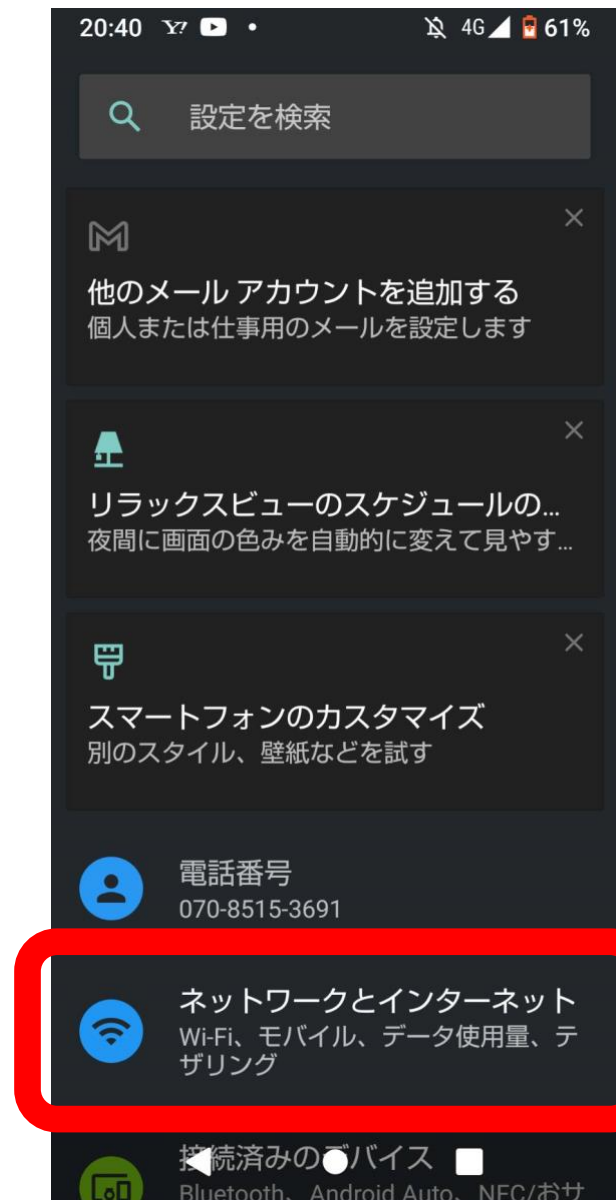 20:40 Y! 4G 61%
設定を検索
他のメール アカウントを追加する
個人または仕事用のメールを設定します
リラックスビューのスケジュールの...
夜間に画面の色みを自動的に変えて見やす...
スマートフォンのカスタマイズ
別のスタイル、壁紙などを試す
電話番号
070-8515-3691
ネットワークとインターネット
Wi-Fi、モバイル、データ使用量、テ
ザリング
接続済みのデバイス
Bluetooth、Android Auto、NFC/おサ